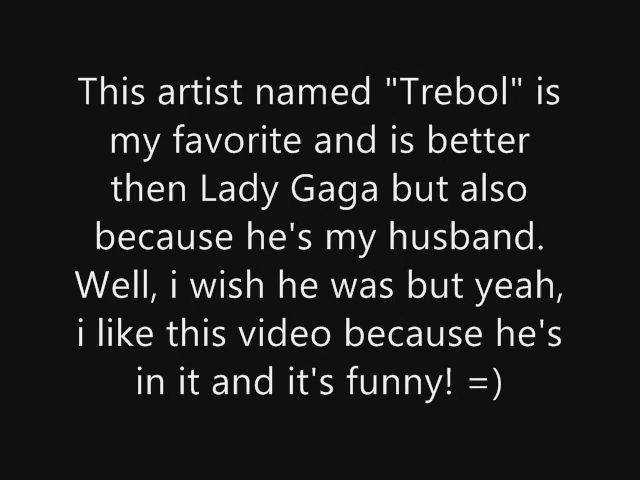 This artist named "Trebol" is
my favorite and is better
then Lady Gaga but also
because he's my husband.
Well, i wish he was but yeah,
i like this video because he's
in it and it's funny! =)